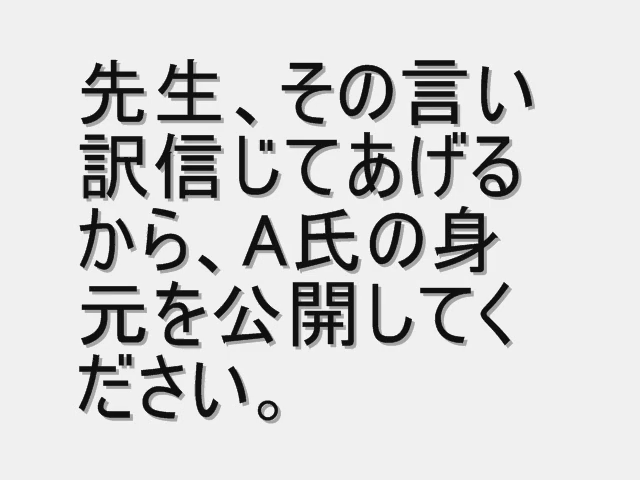 先生、その言い
訳信じてあげる
から、A氏の身
元を公開してく
ださい。